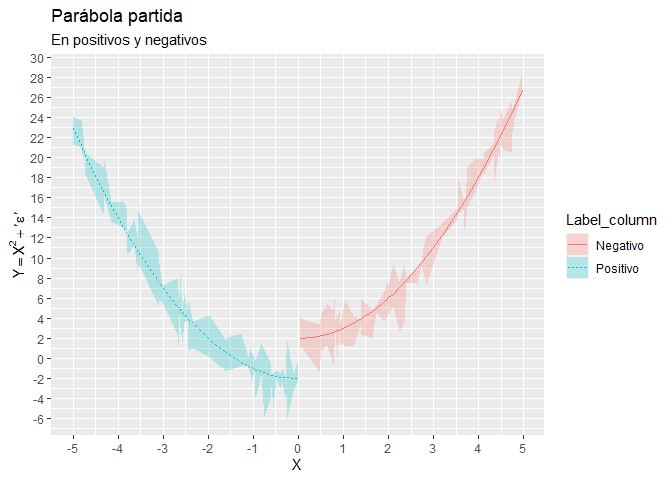 Parábola partida
En positivos y negativos
30
28
26
24
22
20
18
16
14
12
10
8
6
4
2
0
-2
-4
-6
Y = X² + ′ε′
-5 -4 -3 -2 -1 0 1 2 3 4 5
X
Label_column
Negativo
Positivo